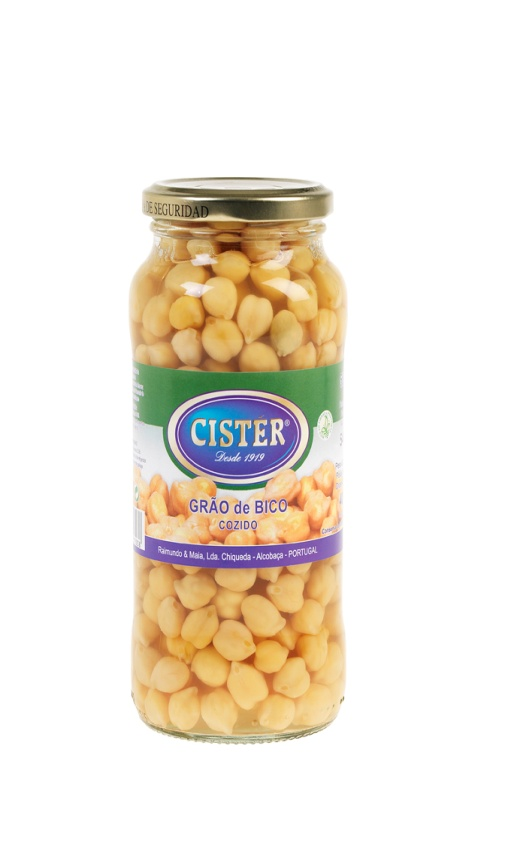 DE SEGURIDAD
CISTER®
Desde 1919
GRÃO de BICO
COZIDO
Raimundo & Maia, Lda. Chiqueda - Alcobaça - PORTUGAL